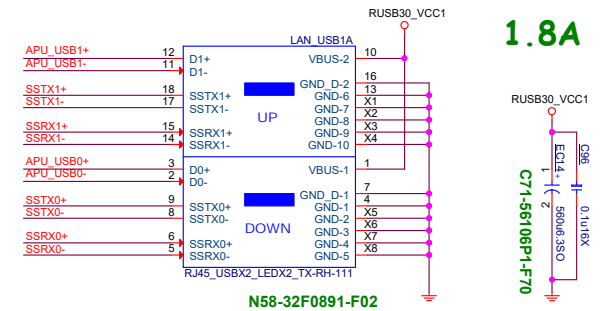 RUSB30_VCC1
1.8A
LAN_USB1A
APU_USB1+ 12 D1+ VBUS-2 10
APU_USB1- 11 D1-
GND_D-2 16
SSTX1+ 18 SSTX1+ GND-6 13
SSTX1- 17 SSTX1- GND-7 X1
GND-8 X2
UP
SSRX1+ 15 SSRX1+ GND-9 X3
SSRX1- 14 SSRX1- GND-10 X4
APU_USB0+ 3 D0+ VBUS-1 1
APU_USB0- 2 D0-
GND_D-1 7
SSTX0+ 9 SSTX0+ GND-1 4
SSTX0- 8 SSTX0- GND-2 X5
DOWN
GND-3 X6
SSRX0+ 6 SSRX0+ GND-4 X7
SSRX0- 5 SSRX0- GND-5 X8
RJ45_USBX2_LEDX2_TX-RH-111
N58-32F0891-F02
RUSB30_VCC1
C71-56106P1-F70
1 2
EC14 +
560u6.3SO
C96
0.1u16X